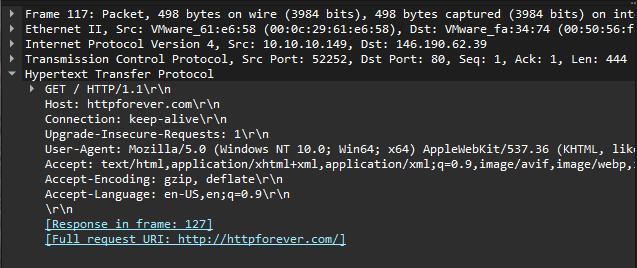 Frame 117: Packet, 498 bytes on wire (3984 bits), 498 bytes captured (3984 bits) on int
Ethernet II, Src: VMware_61:e6:58 (00:0c:29:61:e6:58), Dst: VMware_fa:34:74 (00:50:56:f
Internet Protocol Version 4, Src: 10.10.10.149, Dst: 146.190.62.39
Transmission Control Protocol, Src Port: 52252, Dst Port: 80, Seq: 1, Ack: 1, Len: 444
Hypertext Transfer Protocol
GET / HTTP/1.1\r\n
Host: httpforever.com\r\n
Connection: keep-alive\r\n
Upgrade-Insecure-Requests: 1\r\n
User-Agent: Mozilla/5.0 (Windows NT 10.0; Win64; x64) AppleWebKit/537.36 (KHTML, lik
Accept: text/html,application/xhtml+xml,application/xml;q=0.9,image/avif,image/webp,
Accept-Encoding: gzip, deflate\r\n
Accept-Language: en-US,en;q=0.9\r\n
\r\n
[Response in frame: 127]
[Full request URI: http://httpforever.com/]